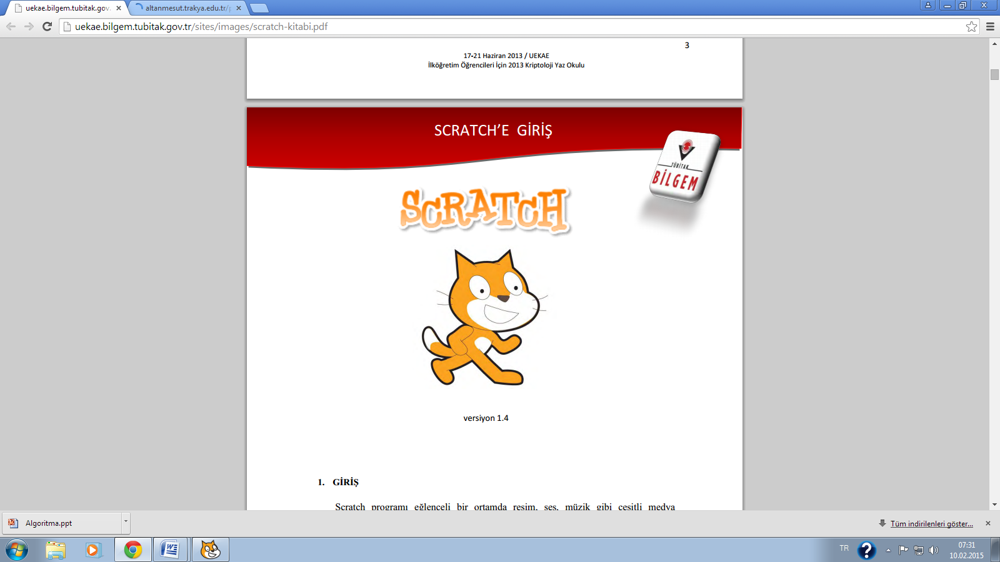 uekae.bilgem.tubitak.gov.
altanmesut.trakya.edu.tr/
uekae.bilgem.tubitak.gov.tr/sites/images/scratch-kitabi.pdf
3
17-21 Haziran 2013 / UEKAE
İlköğretim Öğrencileri İçin 2013 Kriptoloji Yaz Okulu
SCRATCH’E GİRİŞ
TÜBİTAK
BİLGEM
SCRATCH
versiyon 1.4
1. GİRİŞ
Scratch programı eğlenceli bir ortamda resim, ses, müzik gibi çeşitli medya
Algoritma.ppt
Tüm indirilenleri göster...
TR
07:31
10.02.2015